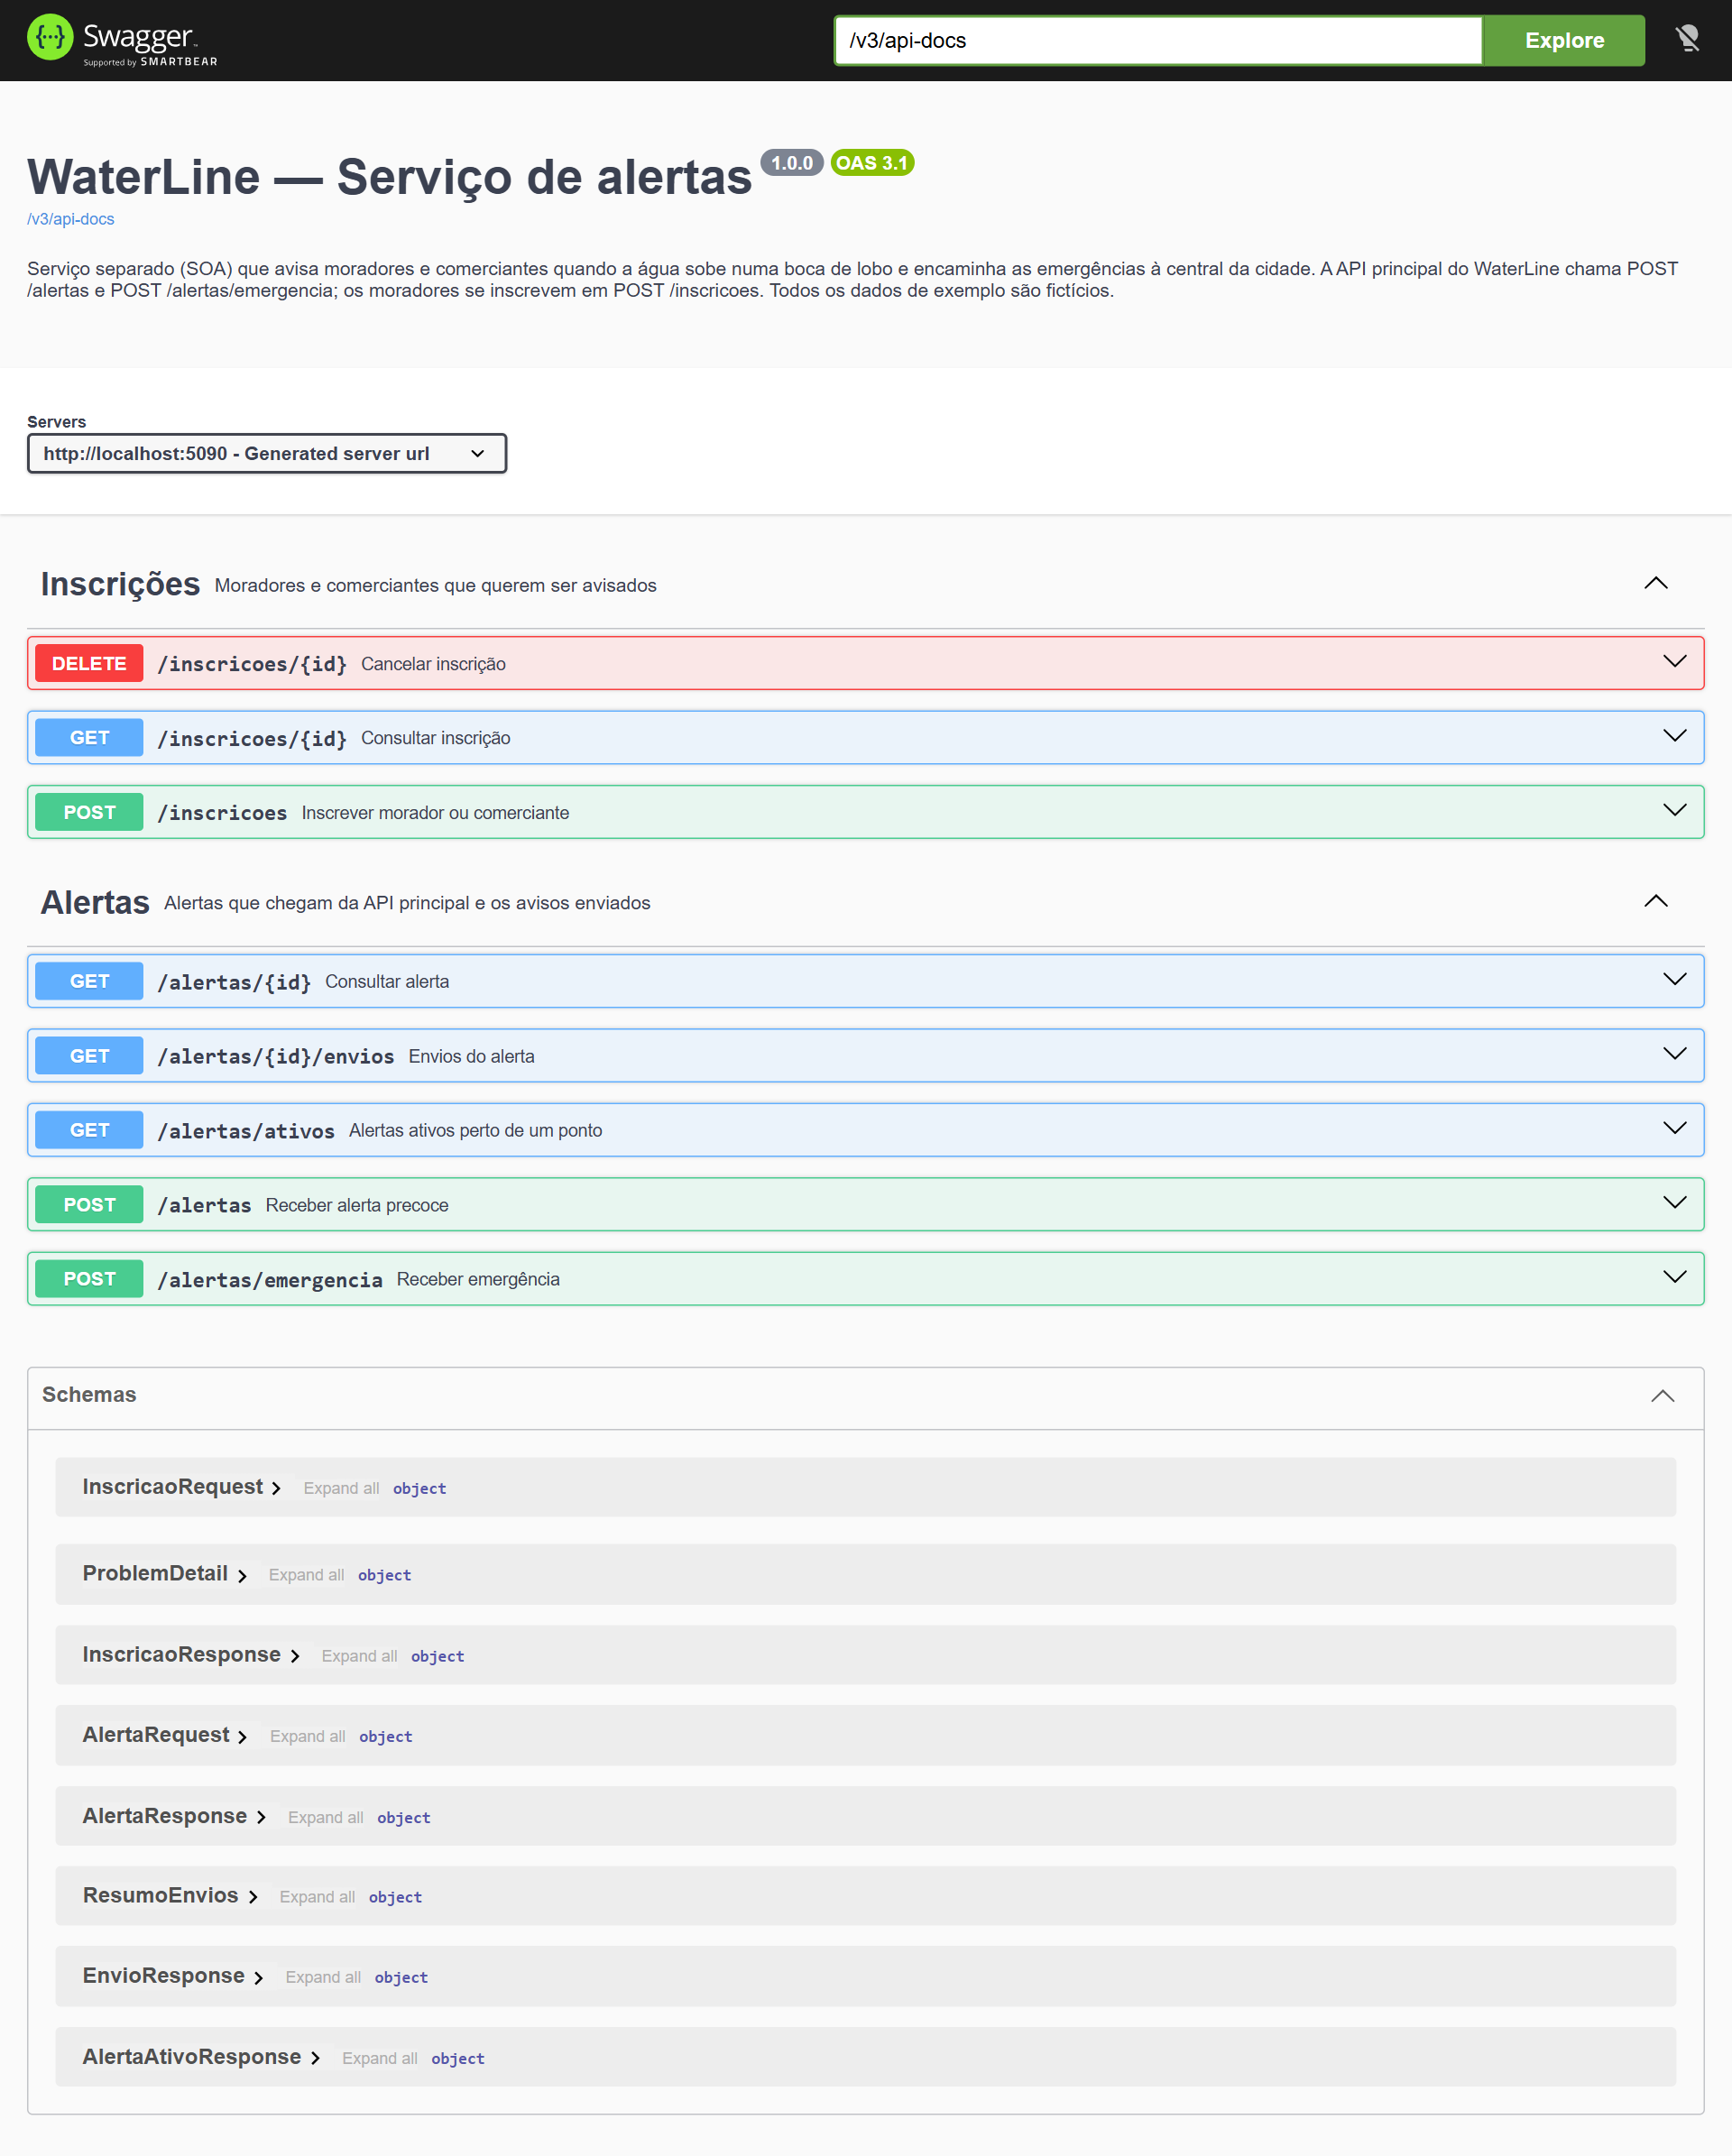 Swagger
Supported by SMARTBEAR
/v3/api-docs
Explore
WaterLine — Serviço de alertas 1.0.0 OAS 3.1
/v3/api-docs
Serviço separado (SOA) que avisa moradores e comerciantes quando a água sobe numa boca de lobo e encaminha as emergências à central da cidade. A API principal do WaterLine chama POST
/alertas e POST /alertas/emergencia; os moradores se inscrevem em POST /inscricoes. Todos os dados de exemplo são fictícios.
Servers
http://localhost:5090 - Generated server url
Inscrições Moradores e comerciantes que querem ser avisados
DELETE /inscricoes/{id} Cancelar inscrição
GET /inscricoes/{id} Consultar inscrição
POST /inscricoes Inscrever morador ou comerciante
Alertas Alertas que chegam da API principal e os avisos enviados
GET /alertas/{id} Consultar alerta
GET /alertas/{id}/envios Envios do alerta
GET /alertas/ativos Alertas ativos perto de um ponto
POST /alertas Receber alerta precoce
POST /alertas/emergencia Receber emergência
Schemas
InscricaoRequest Expand all object
ProblemDetail Expand all object
InscricaoResponse Expand all object
AlertaRequest Expand all object
AlertaResponse Expand all object
ResumoEnvios Expand all object
EnvioResponse Expand all object
AlertaAtivoResponse Expand all object